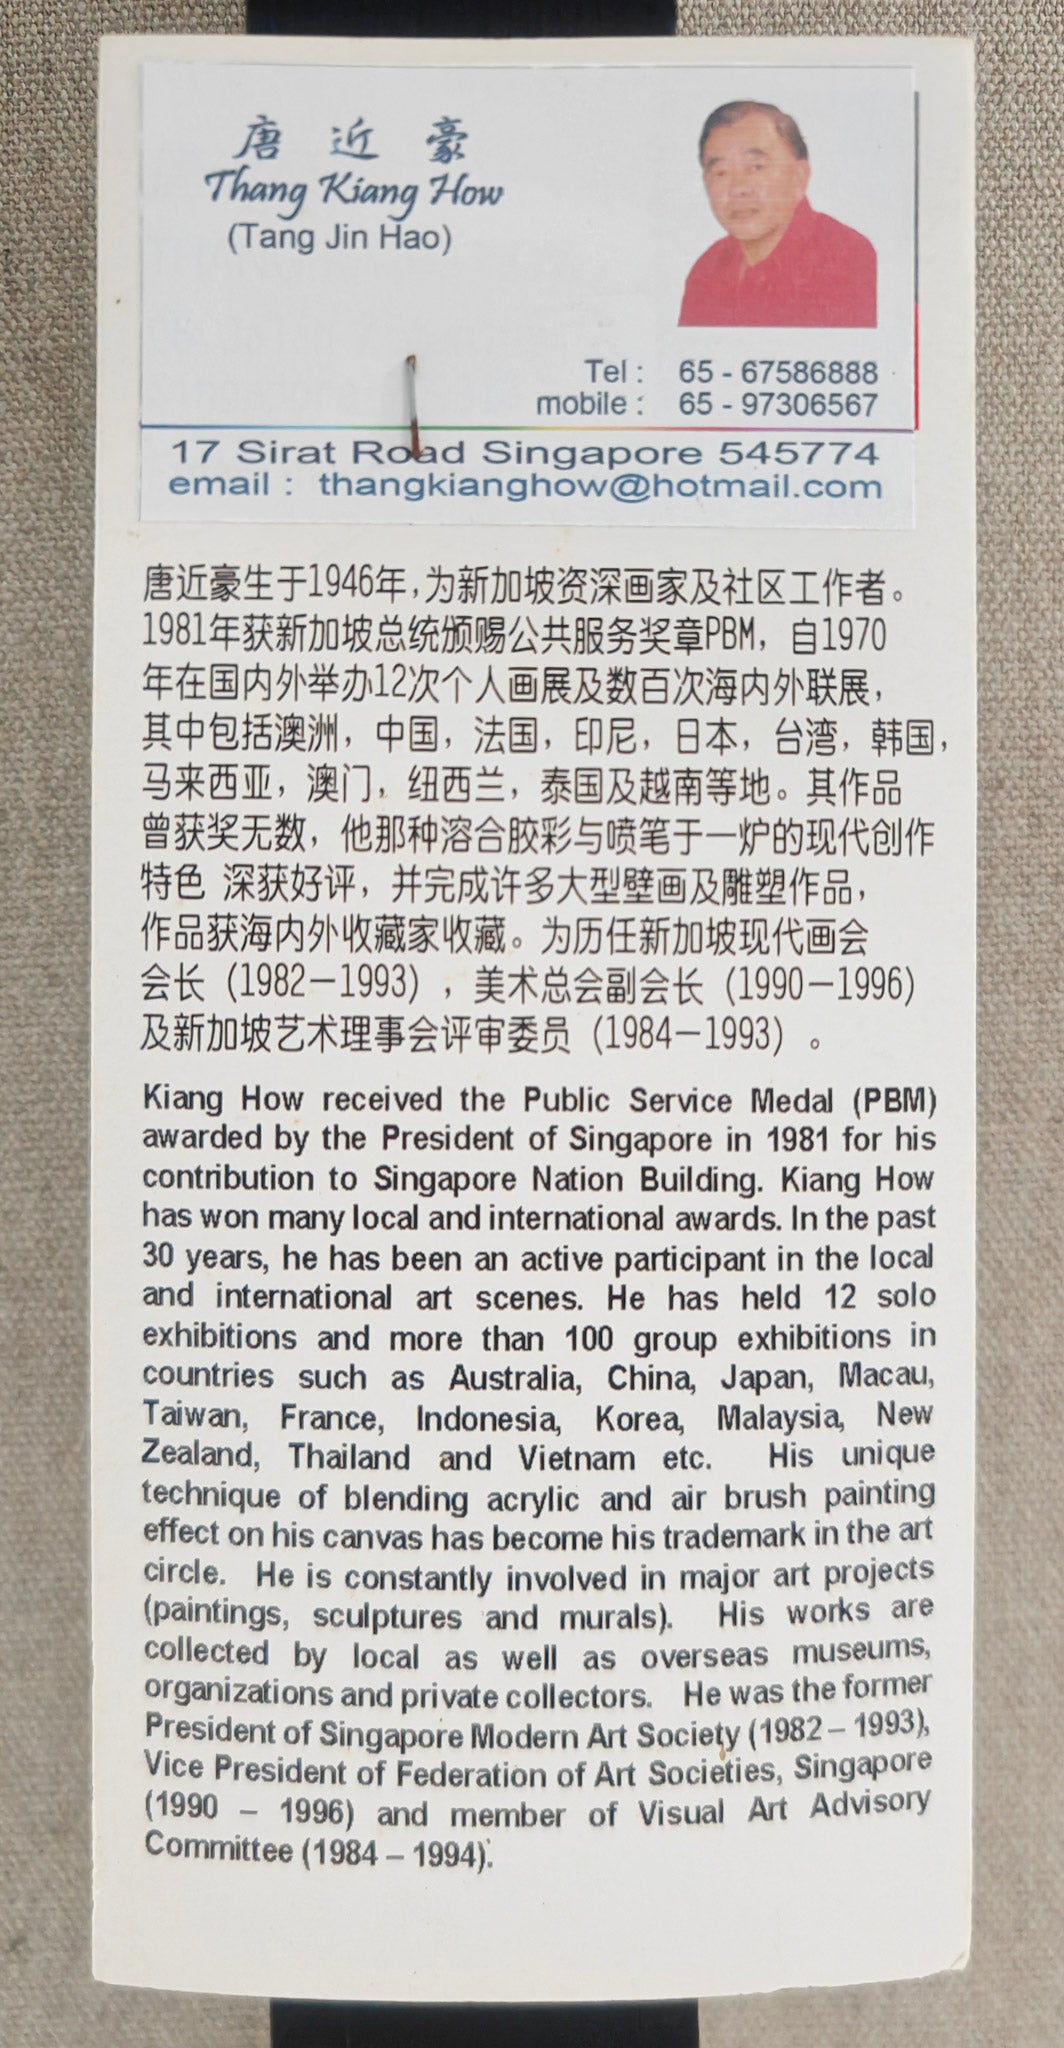 唐 近 豪
Thang Kiang How
(Tang Jin Hao)
Tel : 65 - 67586888
mobile : 65 - 97306567
17 Sirat Road Singapore 545774
email : thangkianghow@hotmail.com
唐近豪生于1946年，为新加坡资深画家及社区工作者。
1981年获新加坡总统颁赐公共服务奖章PBM，自1970
年在国内外举办12次个人画展及数百次海内外联展，
其中包括澳洲，中国，法国，印尼，日本，台湾，韩国，
马来西亚，澳门，纽西兰，泰国及越南等地。其作品
曾获奖无数，他那种溶合胶彩与喷笔于一炉的现代创作
特色 深获好评，并完成许多大型壁画及雕塑作品，
作品获海内外收藏家收藏。为历任新加坡现代画会
会长（1982－1993），美术总会副会长（1990－1996）
及新加坡艺术理事会评审委员（1984－1993）。
Kiang How received the Public Service Medal (PBM)
awarded by the President of Singapore in 1981 for his
contribution to Singapore Nation Building. Kiang How
has won many local and international awards. In the past
30 years, he has been an active participant in the local
and international art scenes. He has held 12 solo
exhibitions and more than 100 group exhibitions in
countries such as Australia, China, Japan, Macau,
Taiwan, France, Indonesia, Korea, Malaysia, New
Zealand, Thailand and Vietnam etc. His unique
technique of blending acrylic and air brush painting
effect on his canvas has become his trademark in the art
circle. He is constantly involved in major art projects
(paintings, sculptures and murals). His works are
collected by local as well as overseas museums,
organizations and private collectors. He was the former
President of Singapore Modern Art Society (1982 – 1993),
Vice President of Federation of Art Societies, Singapore
(1990 – 1996) and member of Visual Art Advisory
Committee (1984 – 1994).